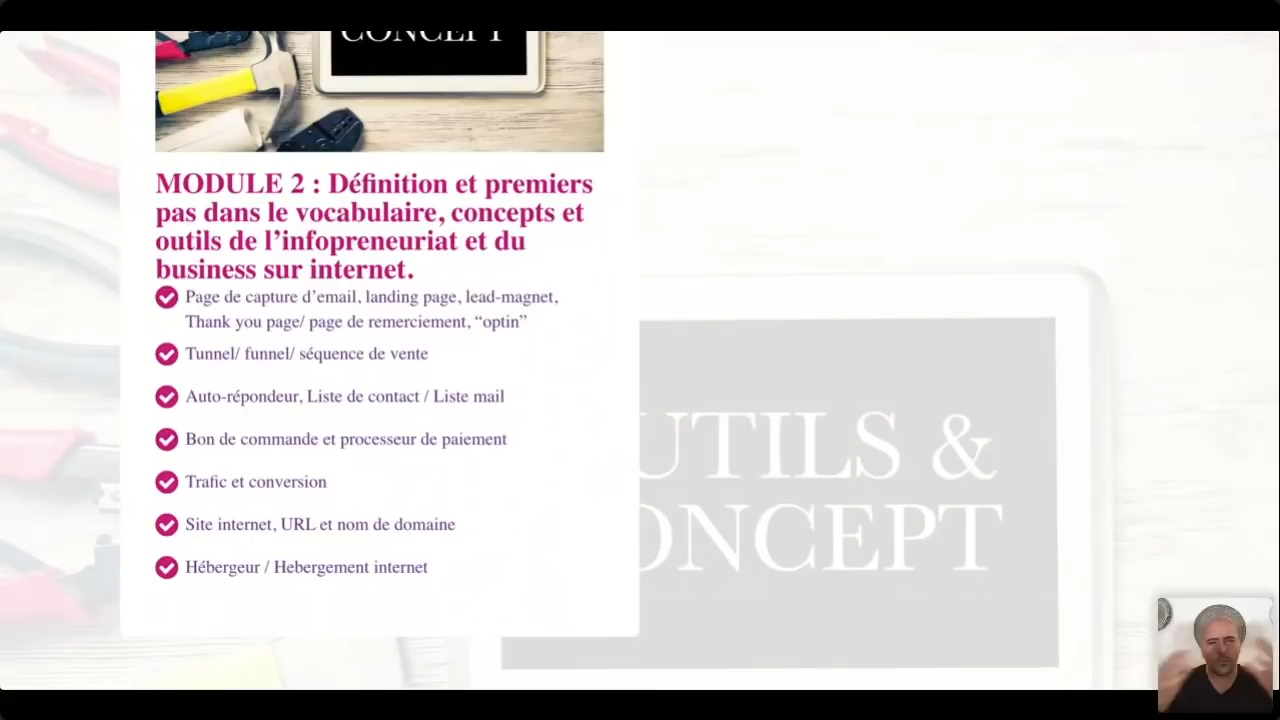 CONCEPT
MODULE 2 : Définition et premiers
pas dans le vocabulaire, concepts et
outils de l’infopreneuriat et du
business sur internet.
Page de capture d’email, landing page, lead-magnet,
Thank you page/ page de remerciement, “optin”
Tunnel/ funnel/ séquence de vente
Auto-répondeur, Liste de contact / Liste mail
Bon de commande et processeur de paiement
Trafic et conversion
Site internet, URL et nom de domaine
Hébergeur / Hebergement internet
UTILS &
ONCEPT